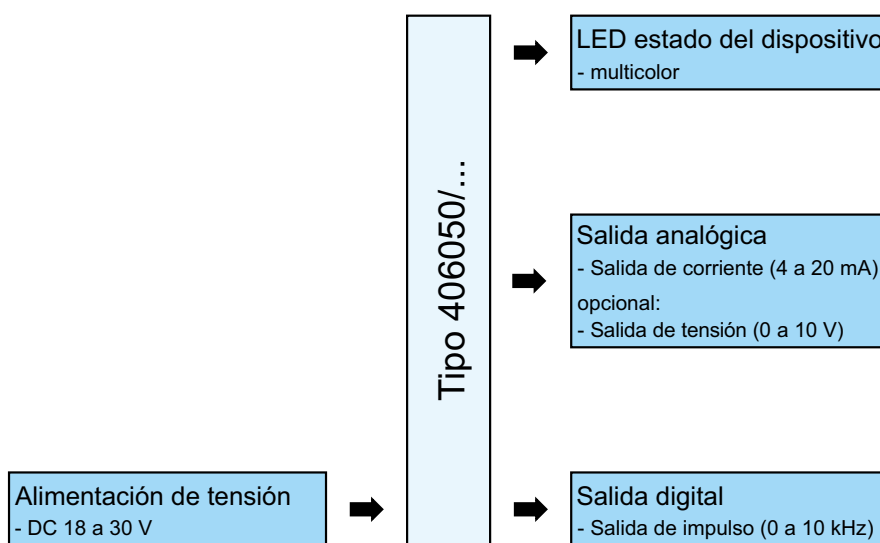 LED estado del dispositivo
- multicolor
Tipo 406050/...
Salida analógica
- Salida de corriente (4 a 20 mA)
opcional:
- Salida de tensión (0 a 10 V)
Alimentación de tensión
- DC 18 a 30 V
Salida digital
- Salida de impulso (0 a 10 kHz)